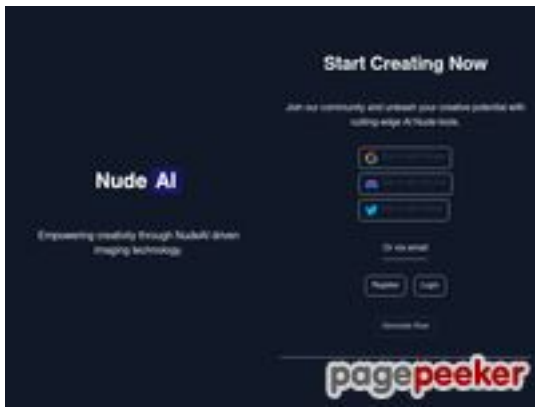 Nude AI
Empowering creativity through NudeAI driven
imaging technology.
Start Creating Now
Join our community and unleash your creative potential with
cutting-edge AI Nude tools.
Or via email
Register
Login
pagepeeker